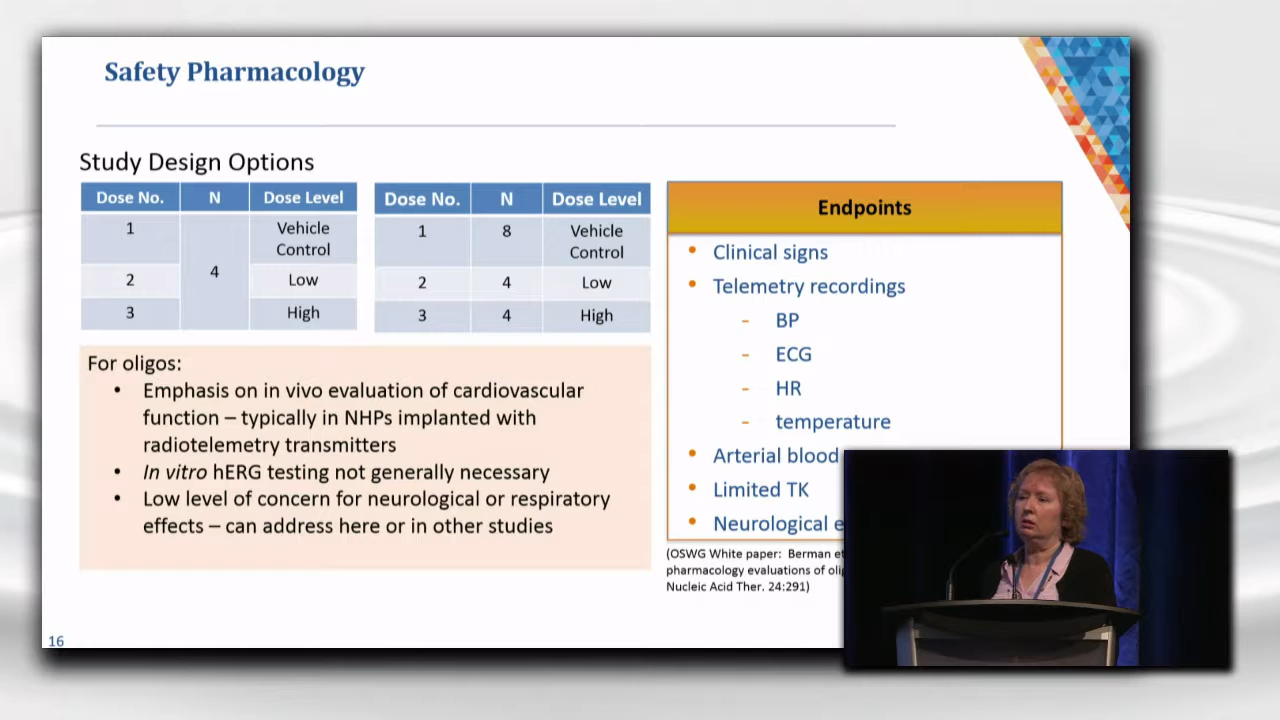 Safety Pharmacology
Study Design Options
Dose No. N Dose Level
1 Vehicle Control
4
2 Low
3 High
Dose No. N Dose Level
1 8 Vehicle Control
2 4 Low
3 4 High
For oligos:
• Emphasis on in vivo evaluation of cardiovascular
function – typically in NHPs implanted with
radiotelemetry transmitters
• In vitro hERG testing not generally necessary
• Low level of concern for neurological or respiratory
effects – can address here or in other studies
Endpoints
• Clinical signs
• Telemetry recordings
- BP
- ECG
- HR
- temperature
• Arterial blood
• Limited TK
• Neurological
(OSWG White paper: Berman
pharmacology evaluations of
Nucleic Acid Ther. 24:291)
16